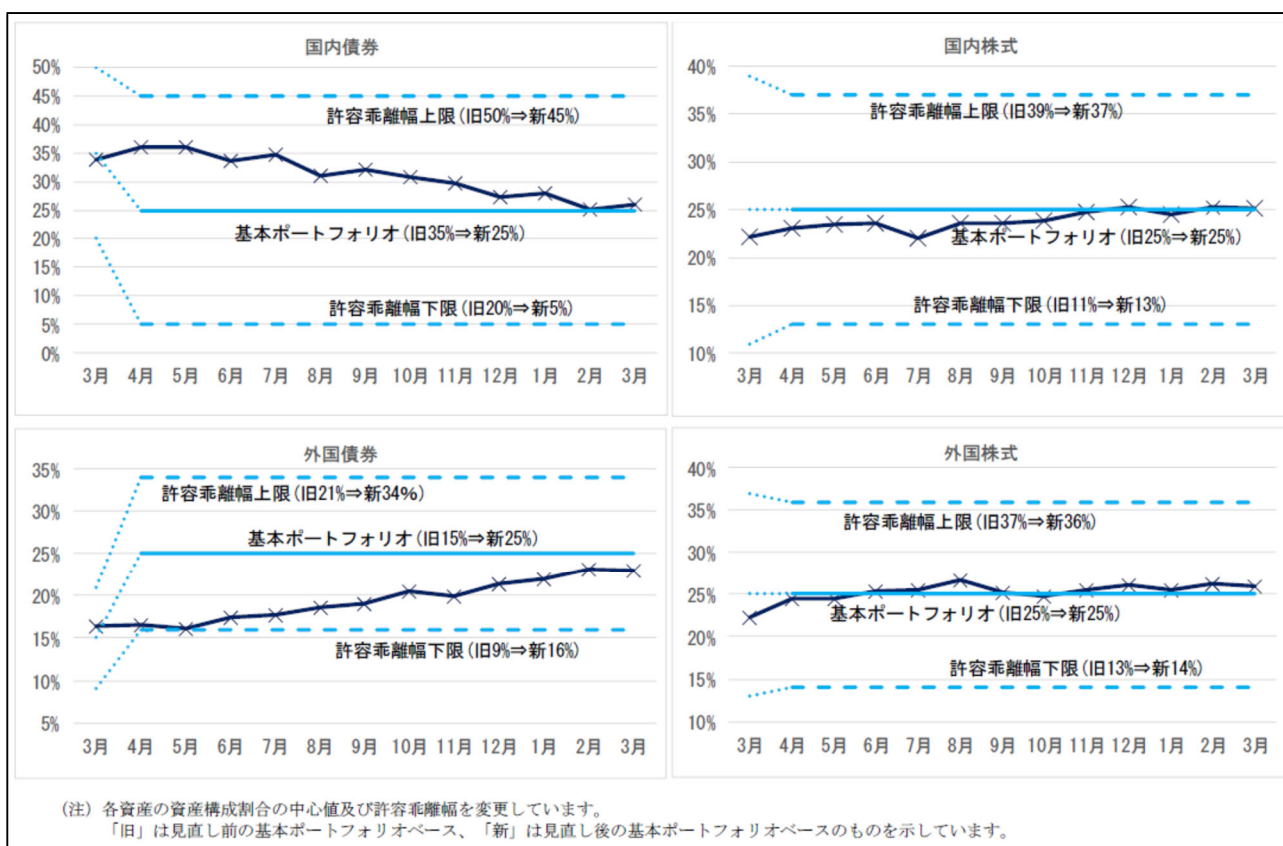 国内債券
50%
45%
40%
35%
30%
25%
20%
15%
10%
5%
0%
許容乖離幅上限(旧50%⇒新45%)
基本ポートフォリオ(旧35%⇒新25%)
許容乖離幅下限(旧20%⇒新5%)
3月 4月 5月 6月 7月 8月 9月 10月 11月 12月 1月 2月 3月
国内株式
40%
35%
30%
25%
20%
15%
10%
許容乖離幅上限(旧39%⇒新37%)
基本ポートフォリオ(旧25%⇒新25%)
許容乖離幅下限(旧11%⇒新13%)
3月 4月 5月 6月 7月 8月 9月 10月 11月 12月 1月 2月 3月
外国債券
35%
30%
25%
20%
15%
10%
5%
許容乖離幅上限(旧21%⇒新34%)
基本ポートフォリオ(旧15%⇒新25%)
許容乖離幅下限(旧9%⇒新16%)
3月 4月 5月 6月 7月 8月 9月 10月 11月 12月 1月 2月 3月
外国株式
40%
35%
30%
25%
20%
15%
10%
許容乖離幅上限(旧37%⇒新36%)
基本ポートフォリオ(旧25%⇒新25%)
許容乖離幅下限(旧13%⇒新14%)
3月 4月 5月 6月 7月 8月 9月 10月 11月 12月 1月 2月 3月
(注) 各資産の資産構成割合の中心値及び許容乖離幅を変更しています。
「旧」は見直し前の基本ポートフォリオベース、「新」は見直し後の基本ポートフォリオベースのものを示しています。